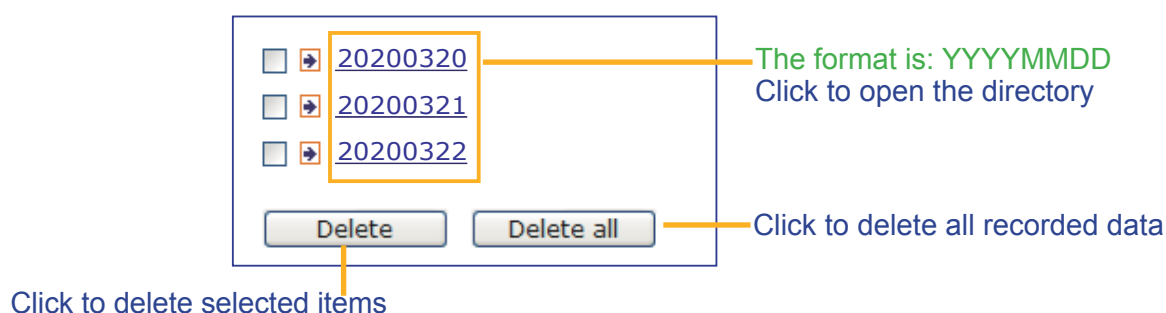 20200320
The format is: YYYYMMDD
Click to open the directory
20200321
20200322
Delete
Delete all
Click to delete all recorded data
Click to delete selected items